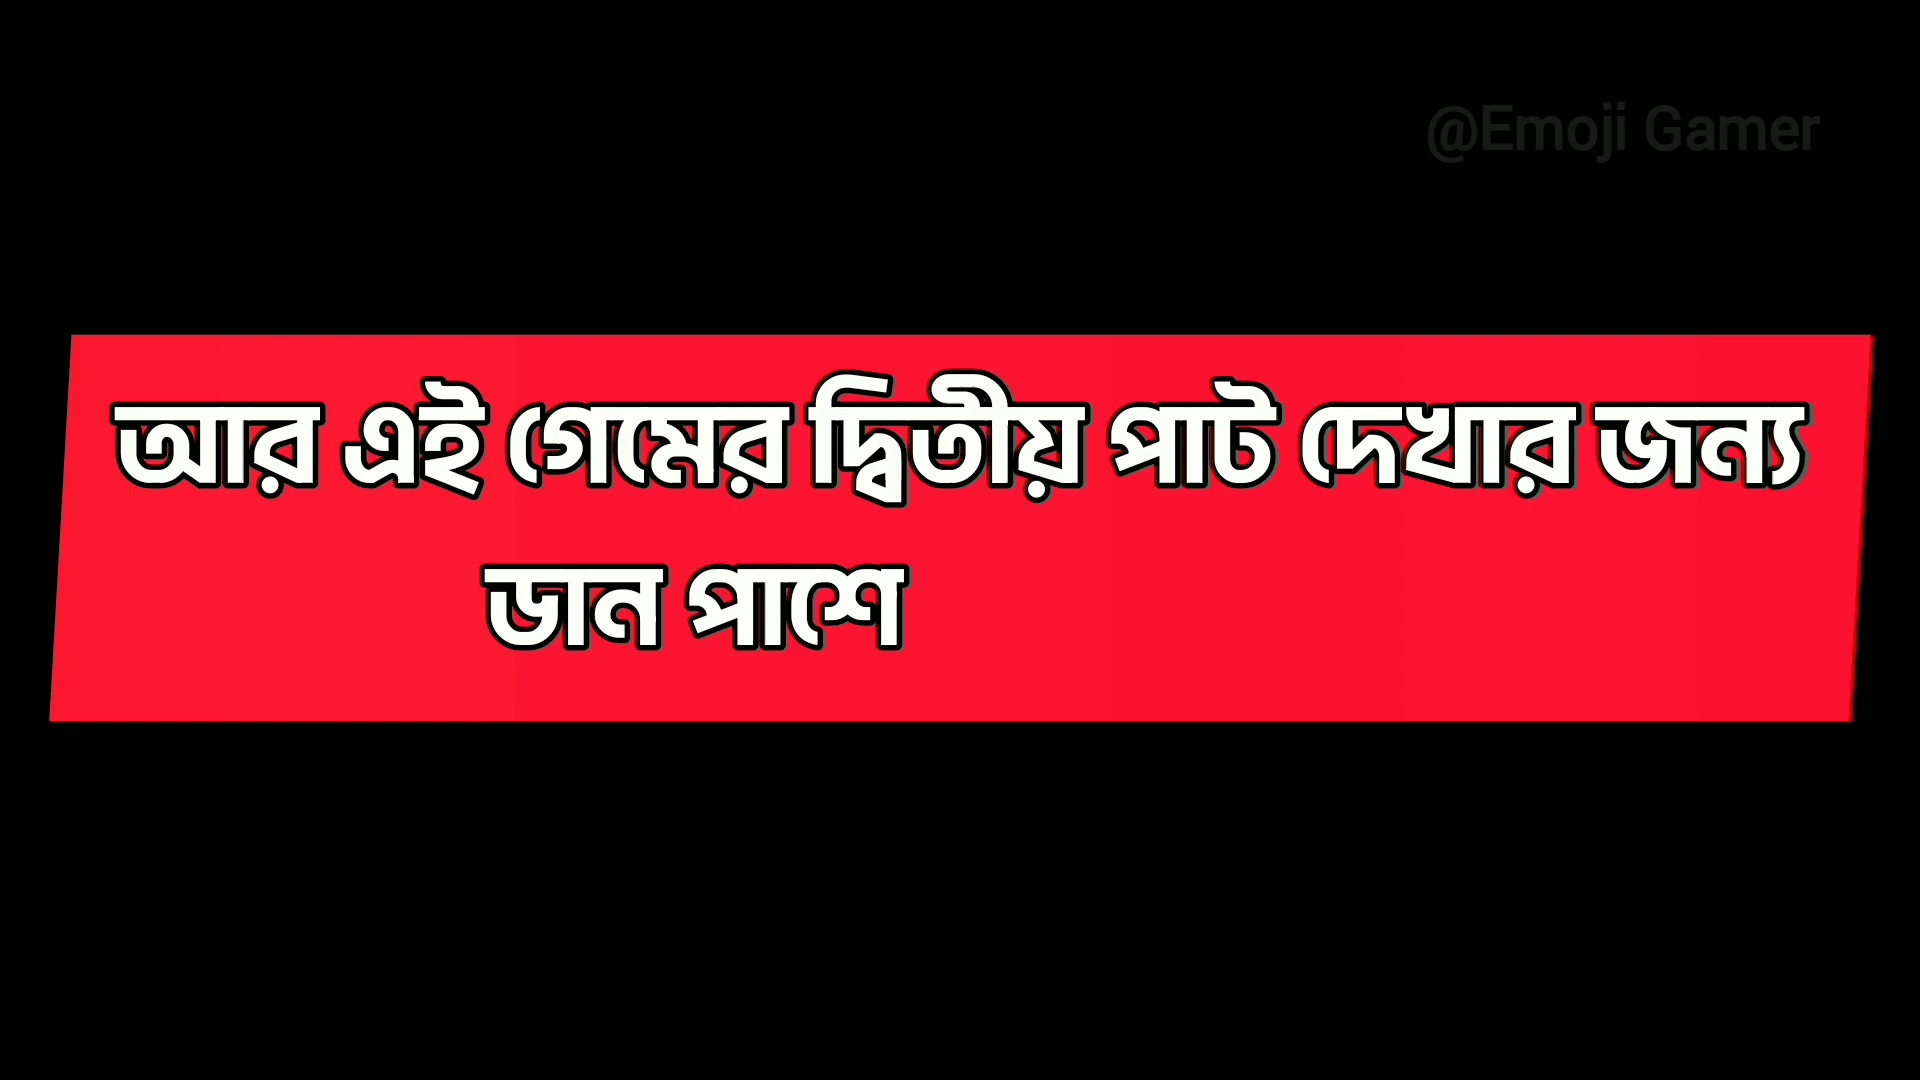 @Emoji Gamer
আর এই গেমের দ্বিতীয় পাট দেখার জন্য
ডান পাশে